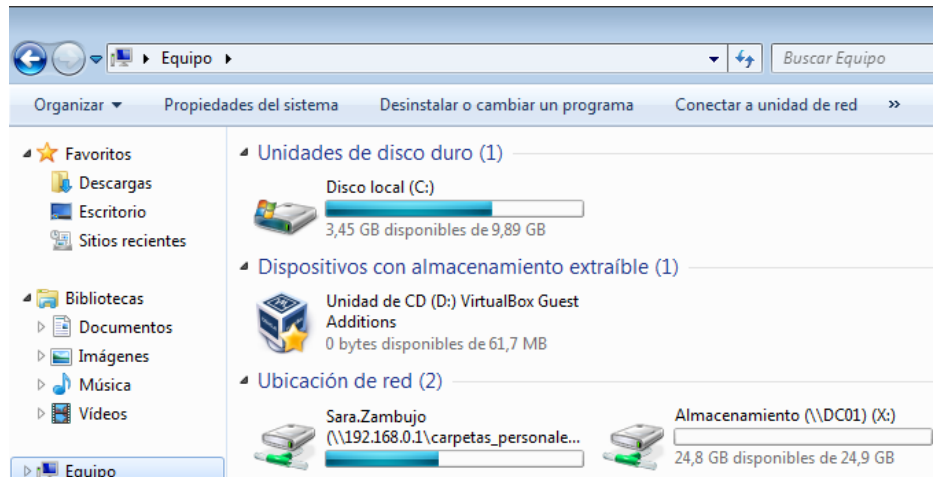 Equipo
Buscar Equipo
Organizar
Propiedades del sistema
Desinstalar o cambiar un programa
Conectar a unidad de red
»
Favoritos
Descargas
Escritorio
Sitios recientes
Bibliotecas
Documentos
Imágenes
Música
Vídeos
Equipo
Unidades de disco duro (1)
Disco local (C:)
3,45 GB disponibles de 9,89 GB
Dispositivos con almacenamiento extraíble (1)
Unidad de CD (D:) VirtualBox Guest
Additions
0 bytes disponibles de 61,7 MB
Ubicación de red (2)
Sara.Zambujo
(\\192.168.0.1\carpetas_personale...
Almacenamiento (\\DC01) (X:)
24,8 GB disponibles de 24,9 GB